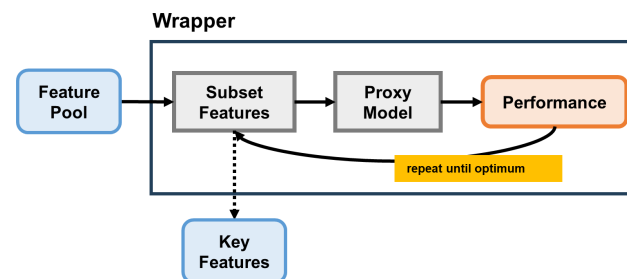 Wrapper
Feature
Pool
Subset
Features
Proxy
Model
Performance
repeat until optimum
Key
Features